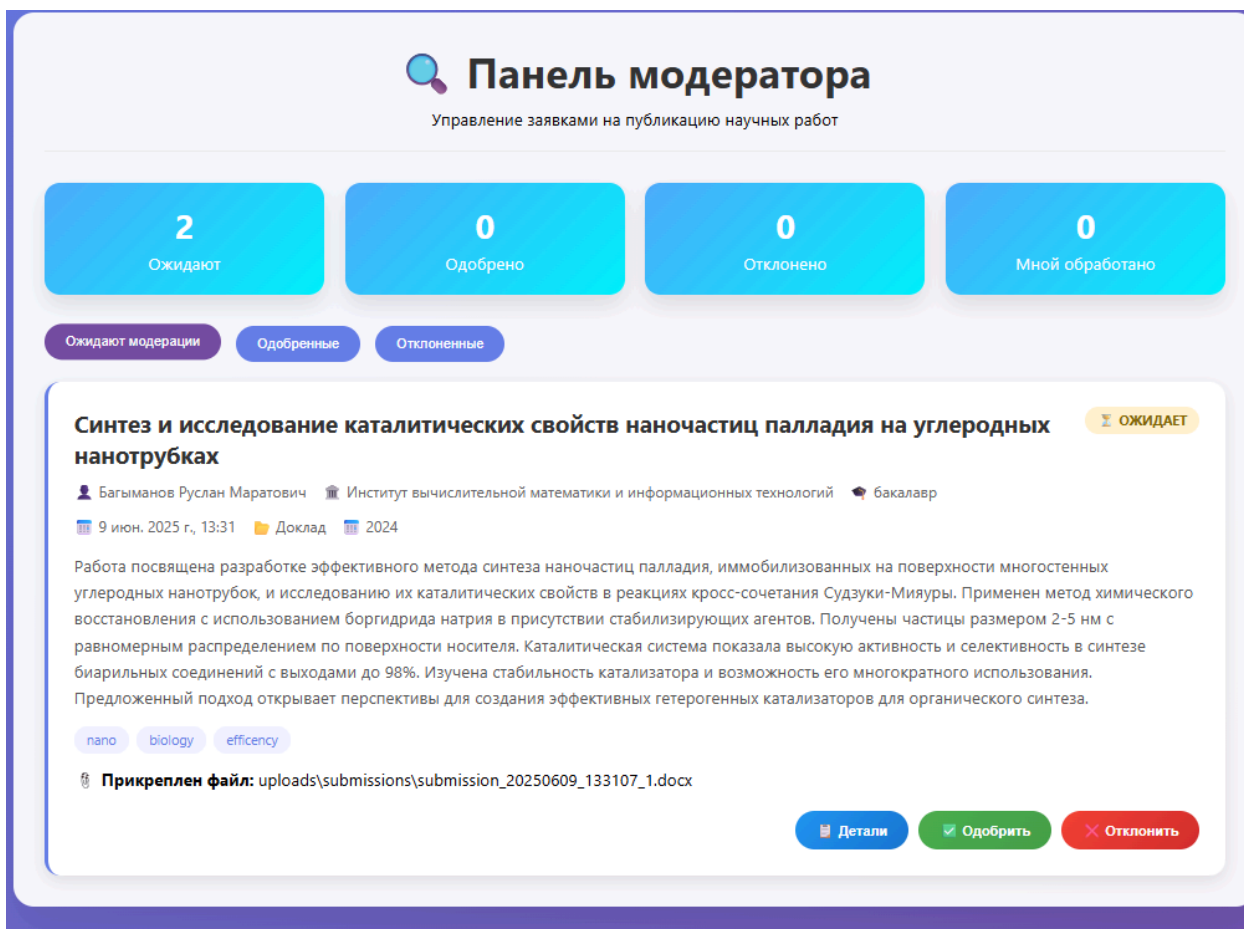 Панель модератора
Управление заявками на публикацию научных работ
2
Ожидают
0
Одобрено
0
Отклонено
0
Мной обработано
Ожидают модерации
Одобренные
Отклоненные
Синтез и исследование каталитических свойств наночастиц палладия на углеродных
нанотрубках
ОЖИДАЕТ
Багыманов Руслан Маратович Институт вычислительной математики и информационных технологий бакалавр
9 июн. 2025 г., 13:31 Доклад 2024
Работа посвящена разработке эффективного метода синтеза наночастиц палладия, иммобилизованных на поверхности многостенных
углеродных нанотрубок, и исследованию их каталитических свойств в реакциях кросс-сочетания Судзуки-Мияуры. Применен метод химического
восстановления с использованием боргидрида натрия в присутствии стабилизирующих агентов. Получены частицы размером 2-5 нм с
равномерным распределением по поверхности носителя. Каталитическая система показала высокую активность и селективность в синтезе
биарильных соединений с выходами до 98%. Изучена стабильность катализатора и возможность его многократного использования.
Предложенный подход открывает перспективы для создания эффективных гетерогенных катализаторов для органического синтеза.
nano biology efficency
Прикреплен файл: uploads\submissions\submission_20250609_133107_1.docx
Детали
Одобрить
Отклонить